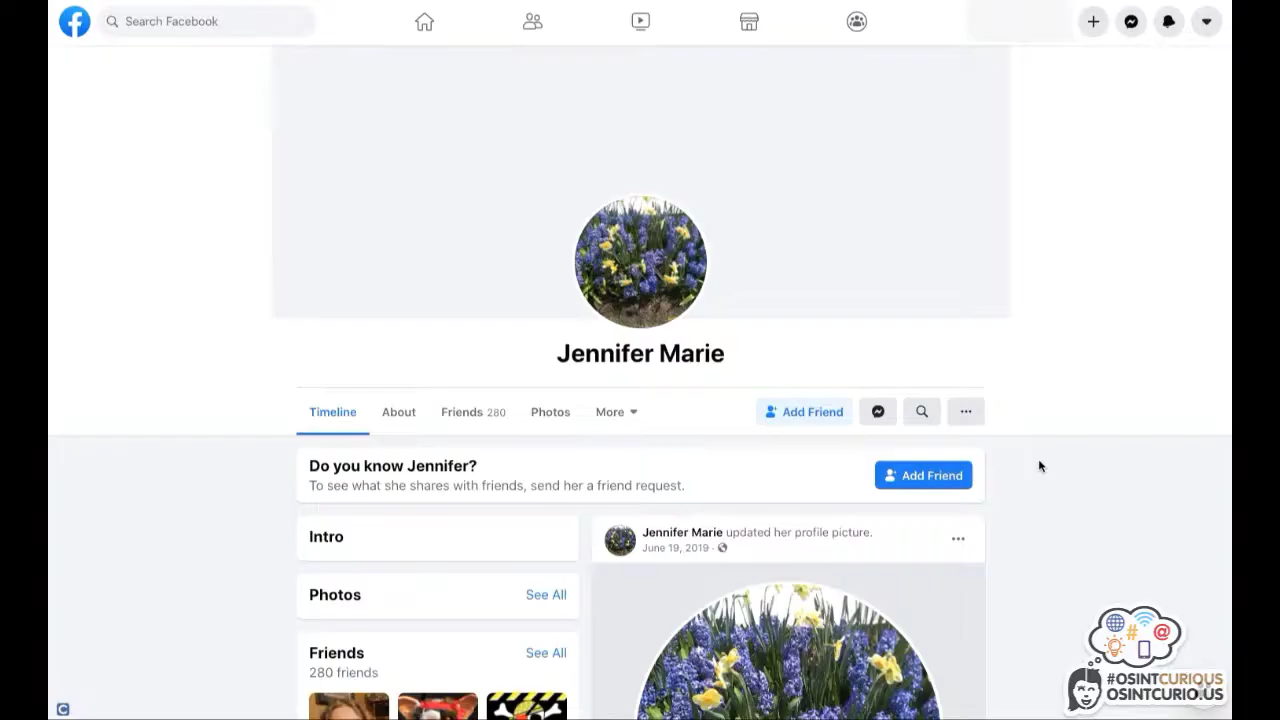 Search Facebook
Jennifer Marie
Timeline
About
Friends 280
Photos
More
Add Friend
Do you know Jennifer?
To see what she shares with friends, send her a friend request.
Add Friend
Intro
Jennifer Marie updated her profile picture.
June 19, 2019 ·
Photos
See All
Friends
See All
280 friends
#OSINTCURIOUS
OSINTCURIO.US